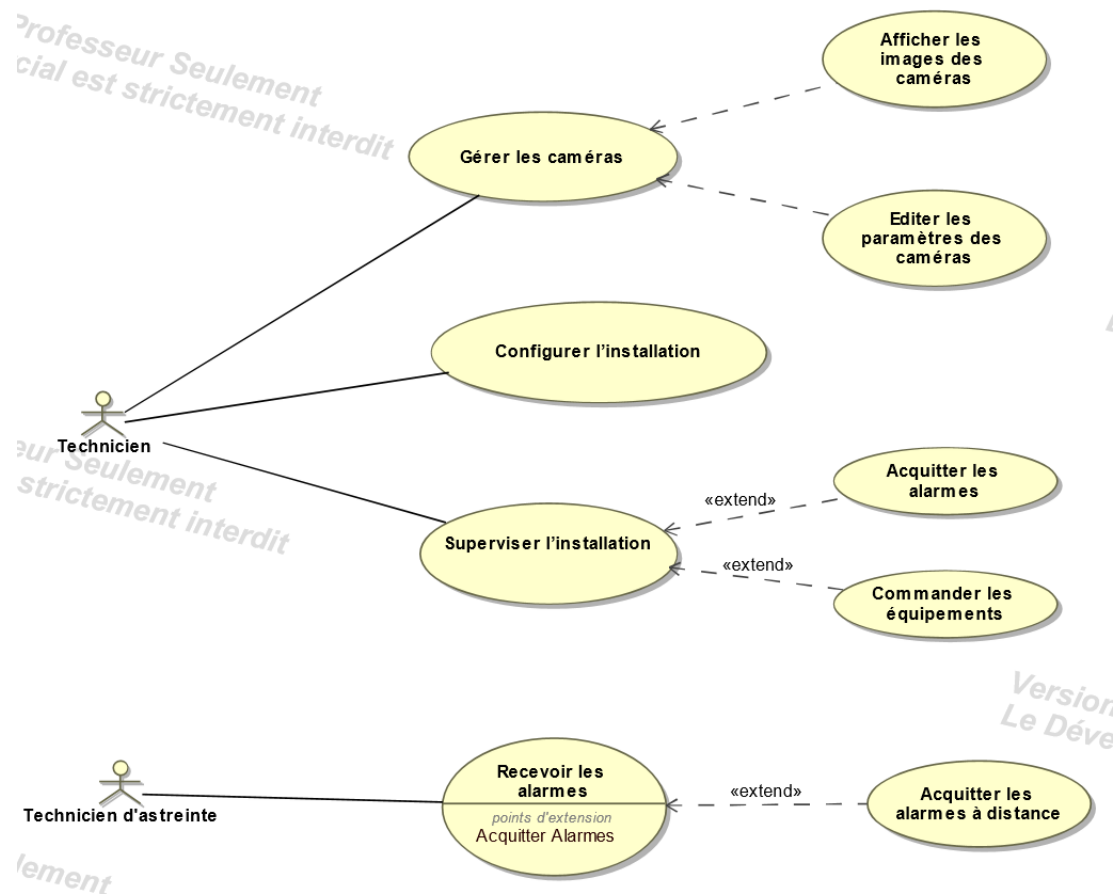 Professeur Seulement
cial est strictement interdit
Afficher les
images des
caméras
Gérer les caméras
Editer les
paramètres des
caméras
Configurer l'installation
Technicien
eur Seulement
strictement interdit
Acquitter les
alarmes
«extend»
Superviser l'installation
«extend»
Commander les
équipements
Version
Le Déve
Recevoir les
alarmes
points d'extension
Acquitter Alarmes
«extend»
Acquitter les
alarmes à distance
Technicien d'astreinte
lement